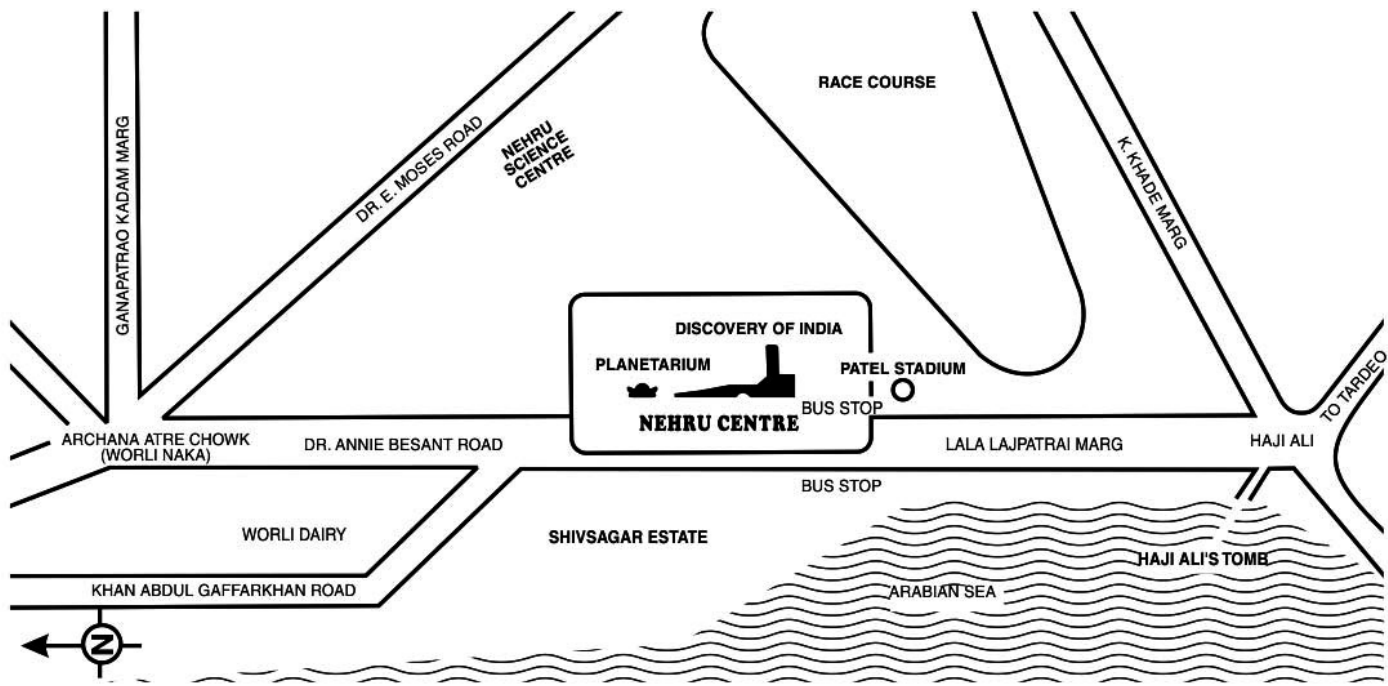 RACE COURSE
GANAPATRAO KADAM MARG
DR. E. MOSES ROAD
NEHRU
SCIENCE
CENTRE
K. KHADE MARG
DISCOVERY OF INDIA
PLANETARIUM
PATEL STADIUM
BUS STOP
NEHRU CENTRE
TO TARDEO
ARCHANA ATRE CHOWK
(WORLI NAKA)
DR. ANNIE BESANT ROAD
LALA LAJPATRAI MARG
HAJI ALI
BUS STOP
WORLI DAIRY
SHIVSAGAR ESTATE
HAJI ALI'S TOMB
KHAN ABDUL GAFFARKHAN ROAD
ARABIAN SEA
N